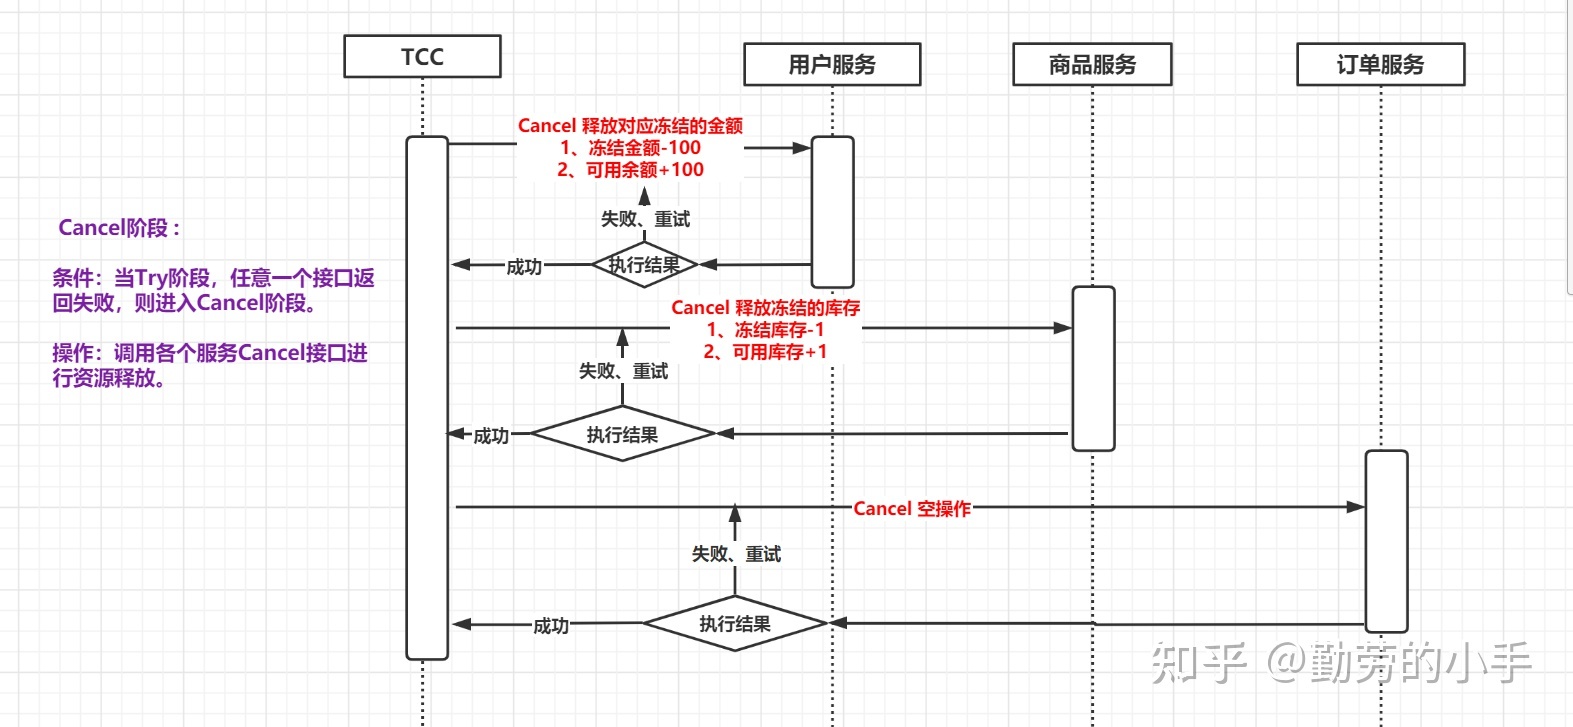 TCC
用户服务
商品服务
订单服务
Cancel 释放对应冻结的金额
1、冻结金额-100
2、可用余额+100
失败、重试
成功
执行结果
Cancel阶段：
条件：当Try阶段，任意一个接口返
回失败，则进入Cancel阶段。
操作：调用各个服务Cancel接口进
行资源释放。
Cancel 释放冻结的库存
1、冻结库存-1
2、可用库存+1
失败、重试
成功
执行结果
Cancel 空操作
失败、重试
成功
执行结果
知乎 @勤劳的小手